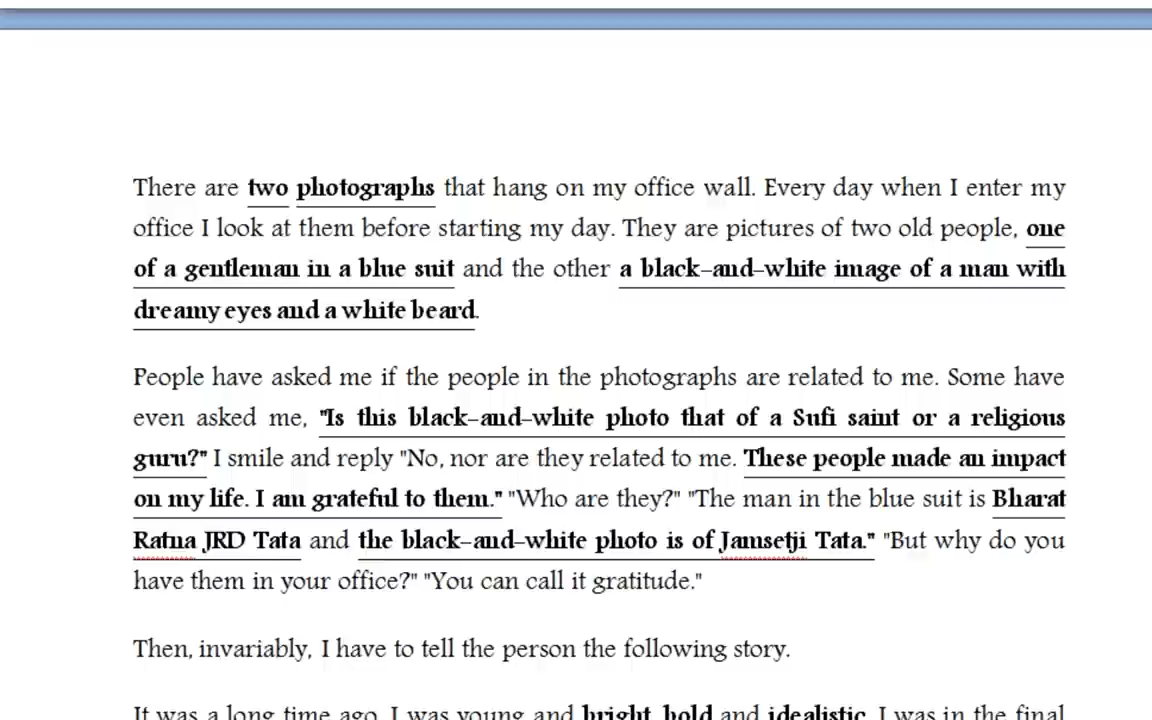 There are two photographs that hang on my office wall. Every day when I enter my
office I look at them before starting my day. They are pictures of two old people, one
of a gentleman in a blue suit and the other a black-and-white image of a man with
dreamy eyes and a white beard.
People have asked me if the people in the photographs are related to me. Some have
even asked me, "Is this black-and-white photo that of a Sufi saint or a religious
guru?" I smile and reply "No, nor are they related to me. These people made an impact
on my life. I am grateful to them." "Who are they?" "The man in the blue suit is Bharat
Ratna JRD Tata and the black-and-white photo is of Jamsetji Tata." "But why do you
have them in your office?" "You can call it gratitude."
Then, invariably, I have to tell the person the following story.
It was a long time ago. I was young and bright, bold and idealistic. I was in the final